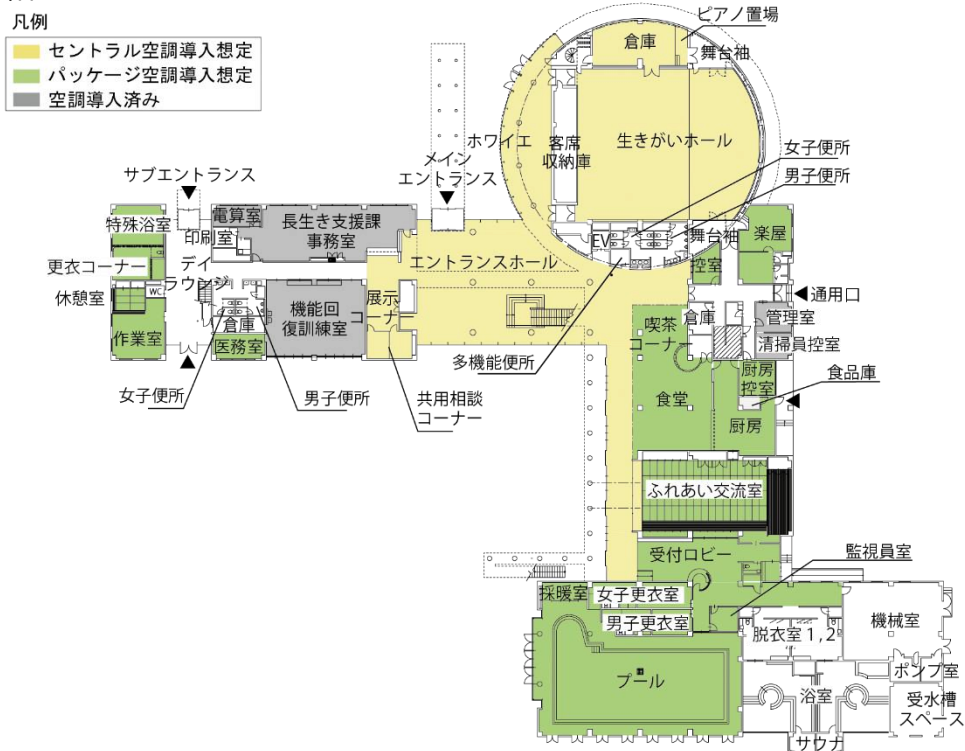 凡例
セントラル空調導入想定
パッケージ空調導入想定
空調導入済み
ピアノ置場
倉庫
舞台袖
ホワイエ
客席
収納庫
生きがいホール
女子便所
男子便所
サブエントランス
メイン
エントランス
特殊浴室
電算室
印刷室
長生き支援課
事務室
EV
舞台袖
楽屋
更衣コーナー
デイ
ラウンジ
エントランスホール
控室
休憩室
WC
機能回
復訓練室
展示
コーナー
通用口
倉庫
管理室
作業室
倉庫
医務室
喫茶
コーナー
清掃員控室
多機能便所
厨房
控室
食品庫
女子便所
男子便所
共用相談
コーナー
食堂
厨房
ふれあい交流室
受付ロビー
監視員室
採暖室
女子更衣室
男子更衣室
脱衣室1,2
機械室
プール
浴室
ポンプ室
受水槽
スペース
サウナ